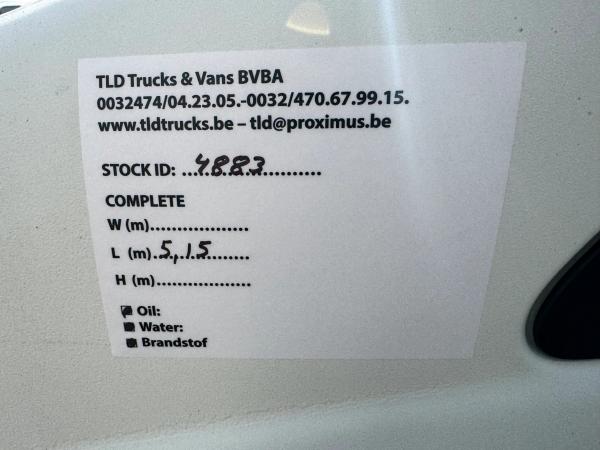 TLD Trucks & Vans BVBA
0032474/04.23.05.-0032/470.67.99.15.
www.tldtrucks.be – tld@proximus.be
STOCK ID: ...4883...........
COMPLETE
W (m)..................
L (m).5,15........
H (m).................
Oil:
Water:
Brandstof